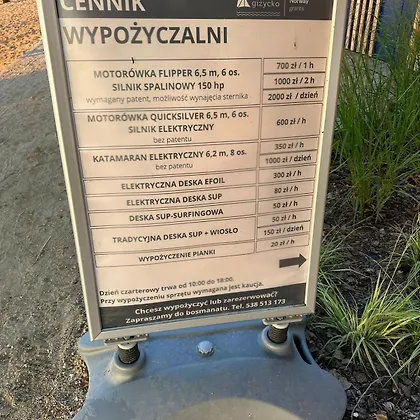 CENNIK
giżycko
Norway
grants
WYPOŻYCZALNI
MOTORÓWKA FLIPPER 6,5 m, 6 os.
SILNIK SPALINOWY 150 hp
wymagany patent, możliwość wynajęcia sternika
700 zł / 1 h
1000 zł / 2 h
2000 zł / dzień
MOTORÓWKA QUICKSILVER 6,5 m, 6 os.
SILNIK ELEKTRYCZNY
bez patentu
600 zł / h
KATAMARAN ELEKTRYCZNY 6,2 m, 8 os.
bez patentu
350 zł / h
1000 zł / dzień
ELEKTRYCZNA DESKA EFOIL
300 zł / h
ELEKTRYCZNA DESKA SUP
80 zł / h
DESKA SUP-SURFINGOWA
50 zł / h
TRADYCYJNA DESKA SUP + WIOSŁO
50 zł / h
150 zł / dzień
WYPOŻYCZENIE PIANKI
20 zł / h
Dzień czarterowy trwa od 10:00 do 18:00.
Przy wypożyczeniu sprzętu wymagana jest kaucja.
Chcesz wypożyczyć lub zarezerwować?
Zapraszamy do bosmanatu. Tel. 538 513 173